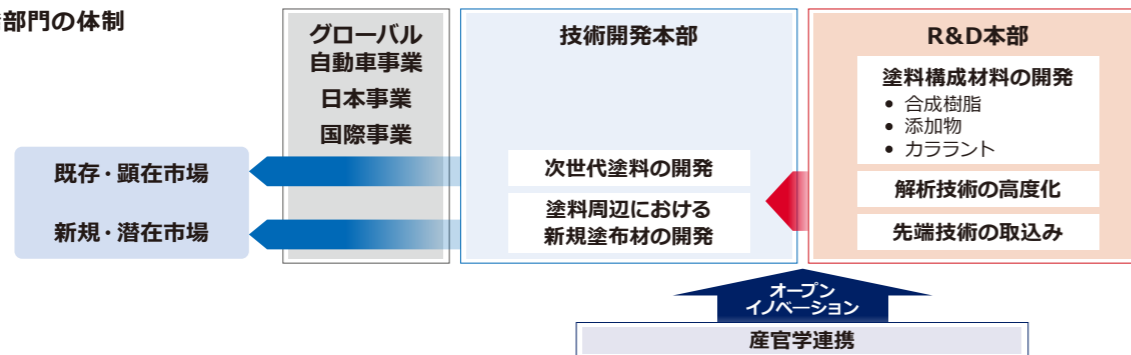 部門の体制
グローバル
自動車事業
日本事業
国際事業
技術開発本部
R&D本部
塗料構成材料の開発
• 合成樹脂
• 添加物
• カララント
既存・顕在市場
次世代塗料の開発
解析技術の高度化
新規・潜在市場
塗料周辺における
新規塗布材の開発
先端技術の取込み
オープン
イノベーション
産官学連携